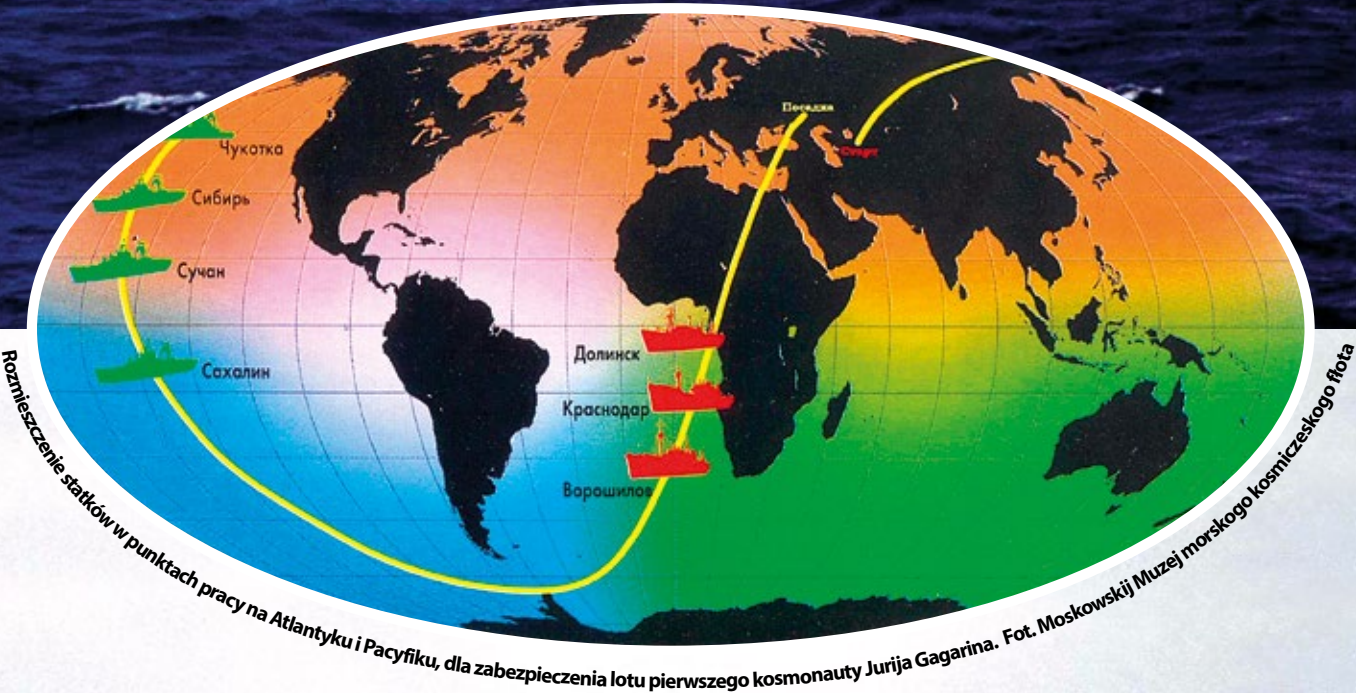 Посадка
Старт
Чукотка
Сибирь
Сучан
Сахалин
Долинск
Краснодар
Ворошилов
Rozmieszczenie statków w punktach pracy na Atlantyku i Pacyfiku, dla zabezpieczenia lotu pierwszego kosmonauty Jurija Gagarina. Fot. Moskowskij Muzej morskogo kosmiczeskogo fłota